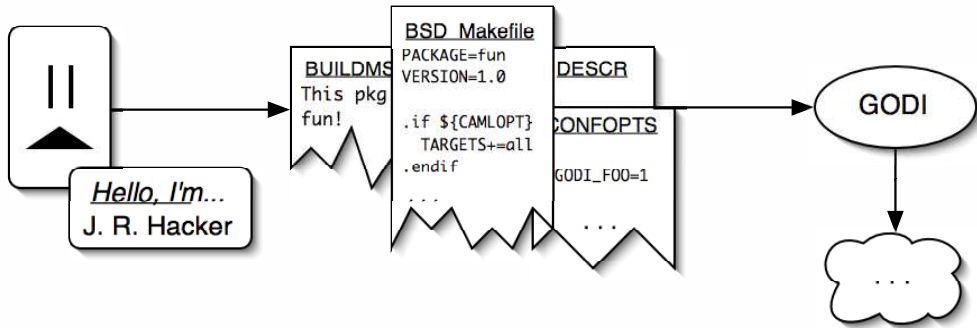 Hello, I'm...
J. R. Hacker
BUILDMS
This pkg
fun!
BSD Makefile
PACKAGE=fun
VERSION=1.0
.if ${CAMLOPT}
TARGETS+=all
.endif
...
DESCR
CONFOPTS
GODI_FOO=1
...
GODI
...